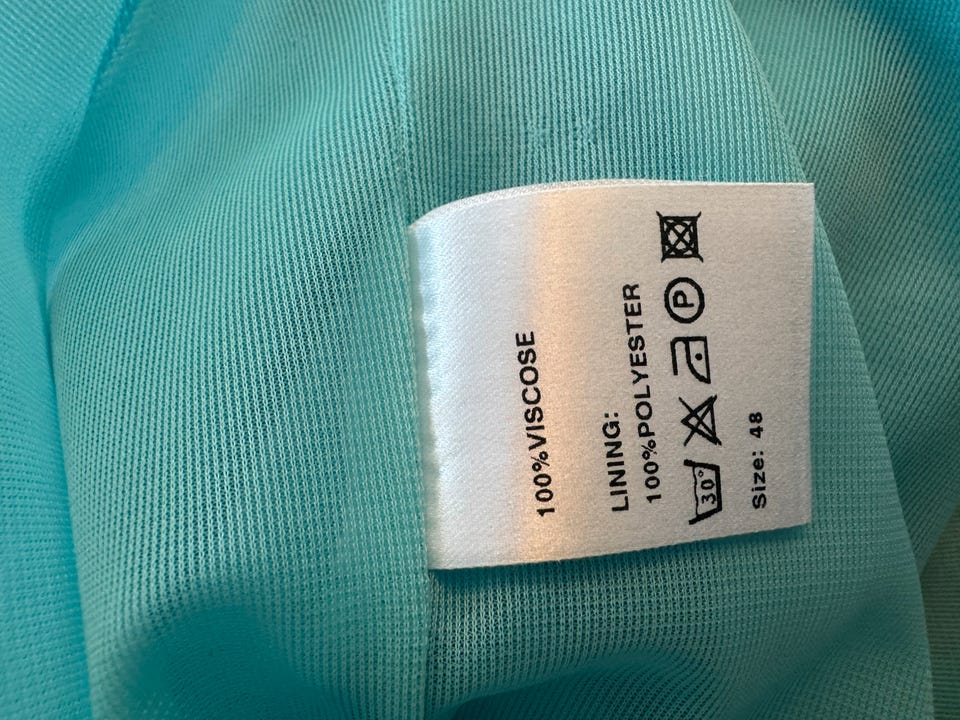 100%VISCOSE
LINING:
100%POLYESTER
30° P
Size: 48